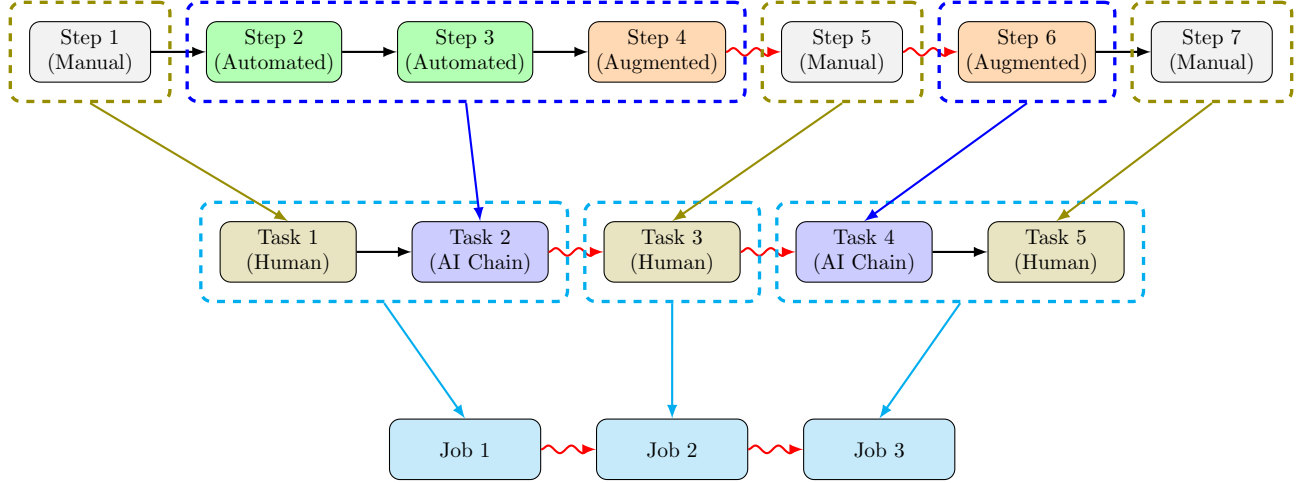 Step 1
(Manual)
Step 2
(Automated)
Step 3
(Automated)
Step 4
(Augmented)
Step 5
(Manual)
Step 6
(Augmented)
Step 7
(Manual)
Task 1
(Human)
Task 2
(AI Chain)
Task 3
(Human)
Task 4
(AI Chain)
Task 5
(Human)
Job 1
Job 2
Job 3